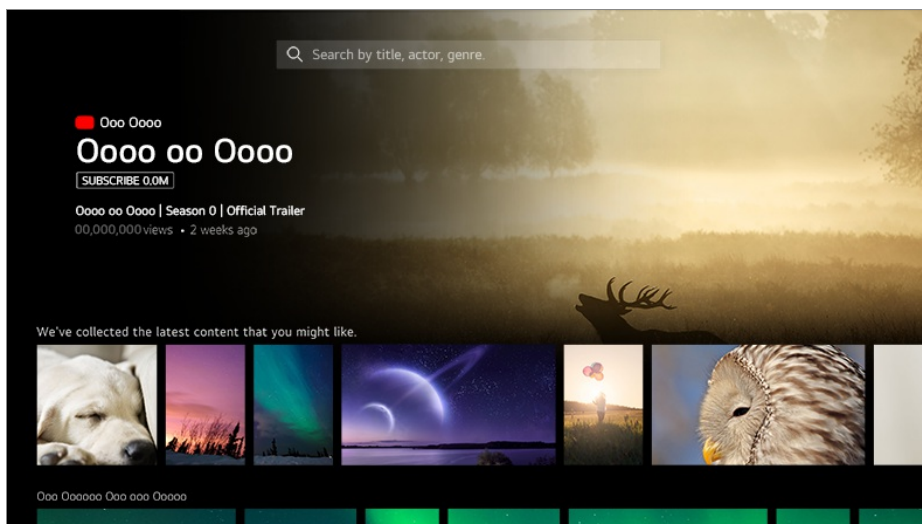 Search by title, actor, genre.
Ooo Oooo
Oooo oo Oooo
SUBSCRIBE 0.0M
Oooo oo Oooo | Season 0 | Official Trailer
00,000,000 views • 2 weeks ago
We've collected the latest content that you might like.
Ooo Oooooo Ooo ooo Ooooo